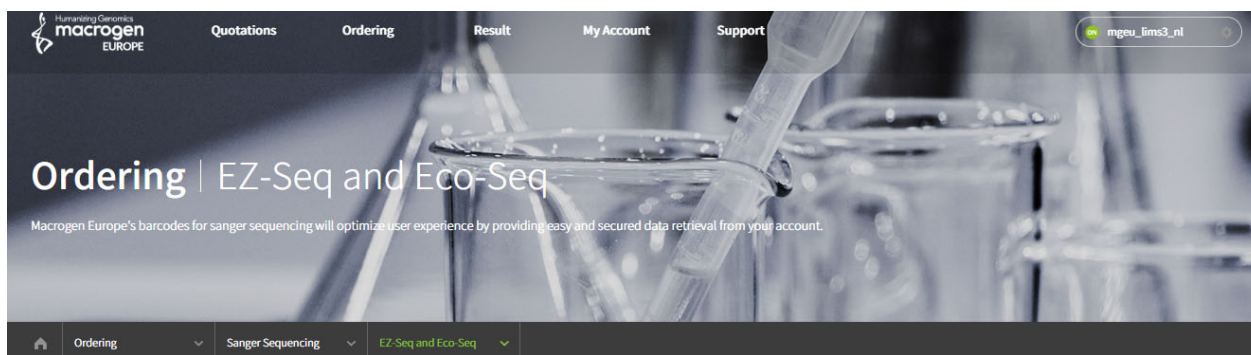 Humanizing Genomics
macrogen
EUROPE
Quotations
Ordering
Result
My Account
Support
ON
mgeu_lims3_nl
Ordering | EZ-Seq and Eco-Seq
Macrogen Europe's barcodes for sanger sequencing will optimize user experience by providing easy and secured data retrieval from your account.
Ordering
Sanger Sequencing
EZ-Seq and Eco-Seq